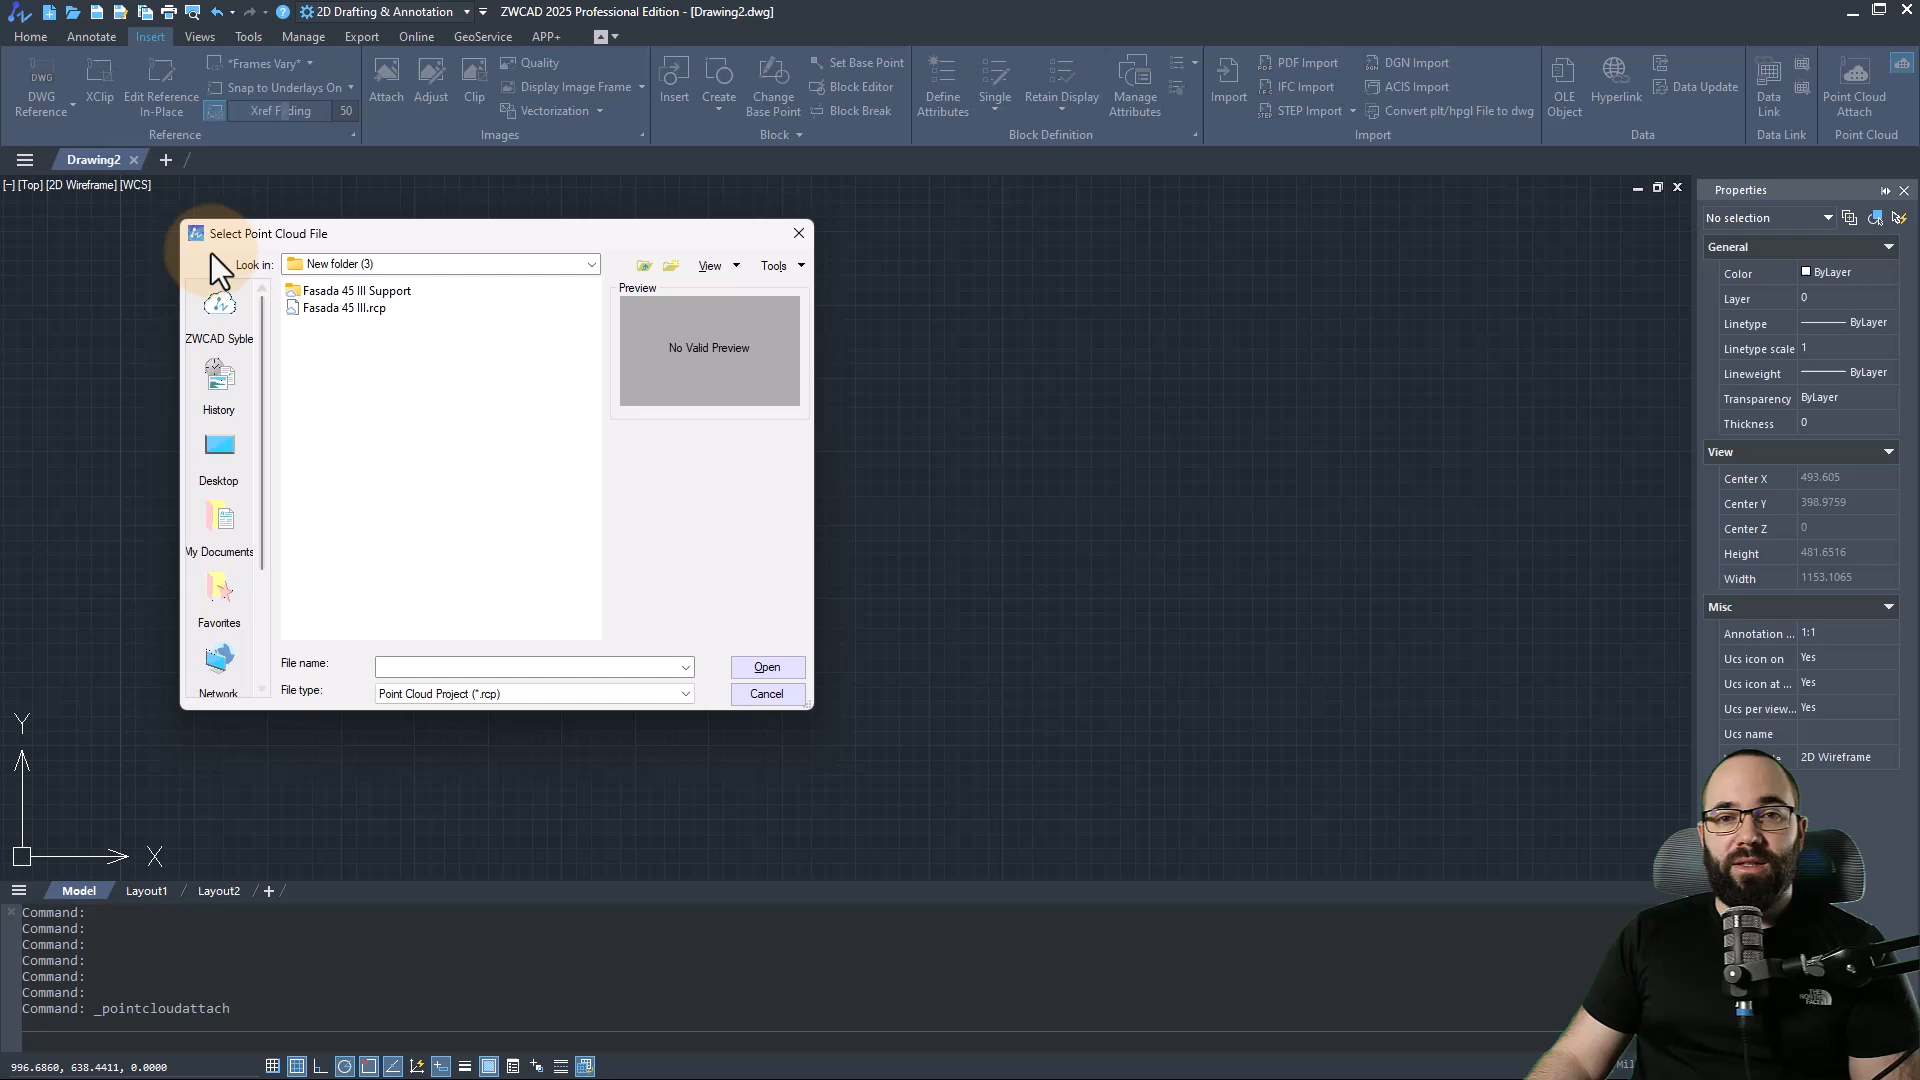 2D Drafting & Annotation
ZWCAD 2025 Professional Edition - [Drawing2.dwg]
Home Annotate Insert Views Tools Manage Export Online GeoService APP+
DWG
DWG Reference
XClip
Edit Reference In-Place
*Frames Vary*
Snap to Underlays On
Xref Fading 50
Reference
Attach
Adjust
Clip
Quality
Display Image Frame
Vectorization
Images
Insert
Create
Change Base Point
Set Base Point
Block Editor
Block Break
Block
Define Attributes
Single
Retain Display
Manage Attributes
Block Definition
Import
PDF Import
IFC Import
STEP Import
DGN Import
ACIS Import
Convert plt/hpgl File to dwg
Import
OLE Object
Hyperlink
Data Update
Data
Data Link
Data Link
Point Cloud Attach
Point Cloud
Drawing2
[−] [Top] [2D Wireframe] [WCS]
Select Point Cloud File
Look in: New folder (3)
View Tools
ZWCAD Syble
History
Desktop
My Documents
Favorites
Network
Fasada 45 III Support
Fasada 45 III.rcp
Preview
No Valid Preview
File name:
Open
File type: Point Cloud Project (*.rcp)
Cancel
Properties
No selection
General
Color ByLayer
Layer 0
Linetype ByLayer
Linetype scale 1
Lineweight ByLayer
Transparency ByLayer
Thickness 0
View
Center X 493.605
Center Y 398.9759
Center Z 0
Height 481.6516
Width 1153.1065
Misc
Annotation ... 1:1
Ucs icon on Yes
Ucs icon at ... Yes
Ucs per view... Yes
Ucs name
2D Wireframe
Y
X
Model Layout1 Layout2
Command:
Command:
Command:
Command:
Command:
Command:
Command: _pointcloudattach
996.6860, 638.4411, 0.0000
Mil
THE
NORTH
FACE